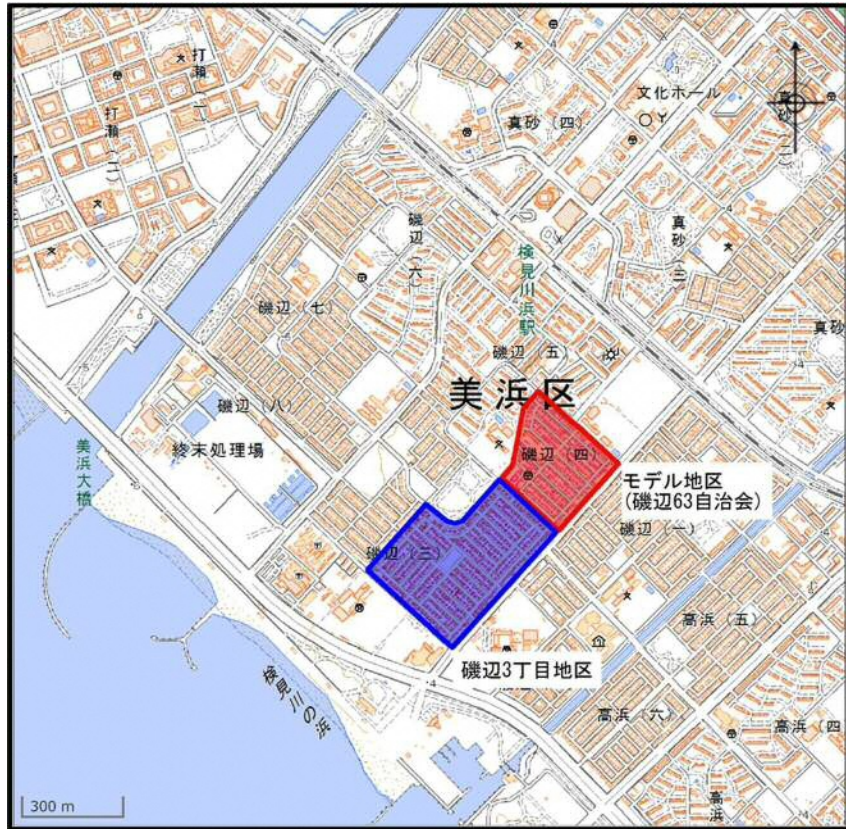 打瀬(一)
打瀬(二)
文化ホール
真砂(四)
真砂(三)
真砂
磯辺(六)
検見川浜駅
磯辺(七)
磯辺(五)
美浜区
磯辺(八)
美浜大橋
終末処理場
磯辺(四)
モデル地区
(磯辺63自治会)
磯辺(一)
磯辺(三)
高浜(五)
磯辺3丁目地区
検見川の浜
高浜(六)
高浜(四
高浜
300 m